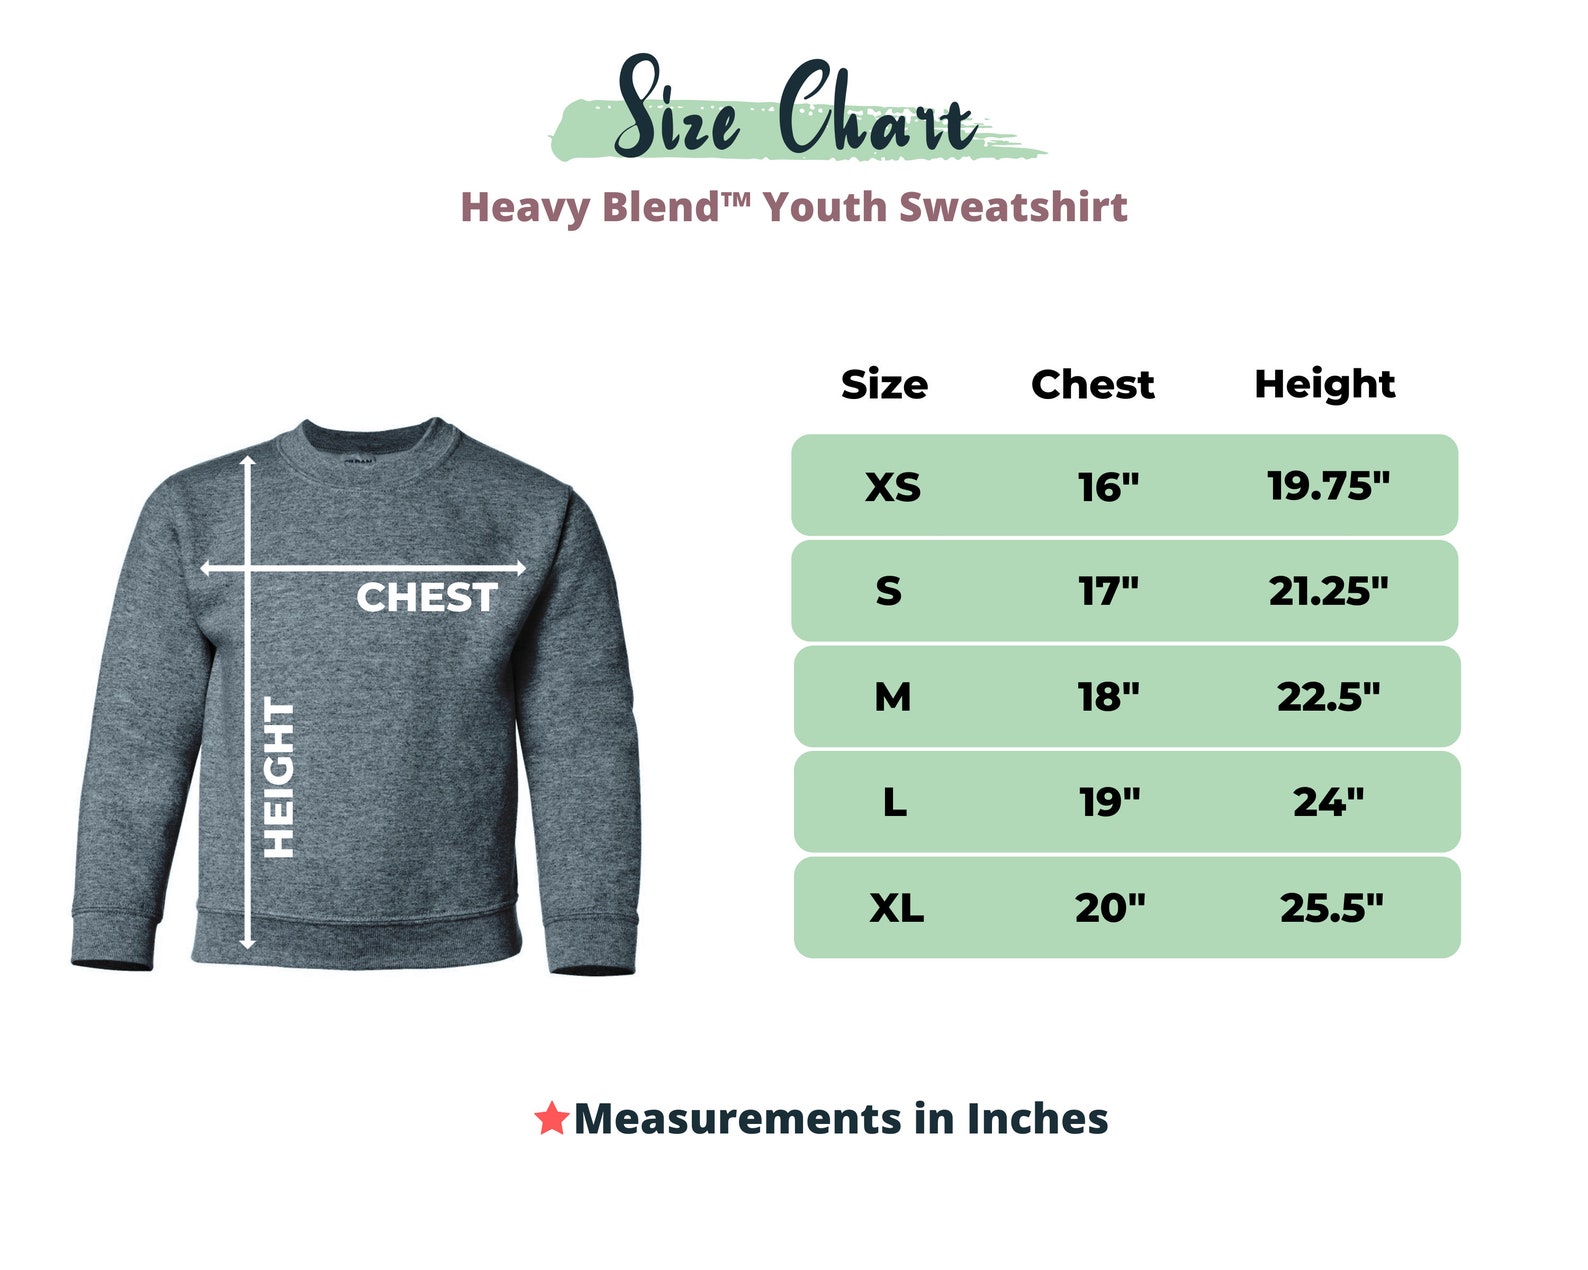 Size Chart
Heavy Blend™ Youth Sweatshirt
Size Chest Height
XS 16" 19.75"
S 17" 21.25"
M 18" 22.5"
L 19" 24"
XL 20" 25.5"
CHEST
HEIGHT
Measurements in Inches